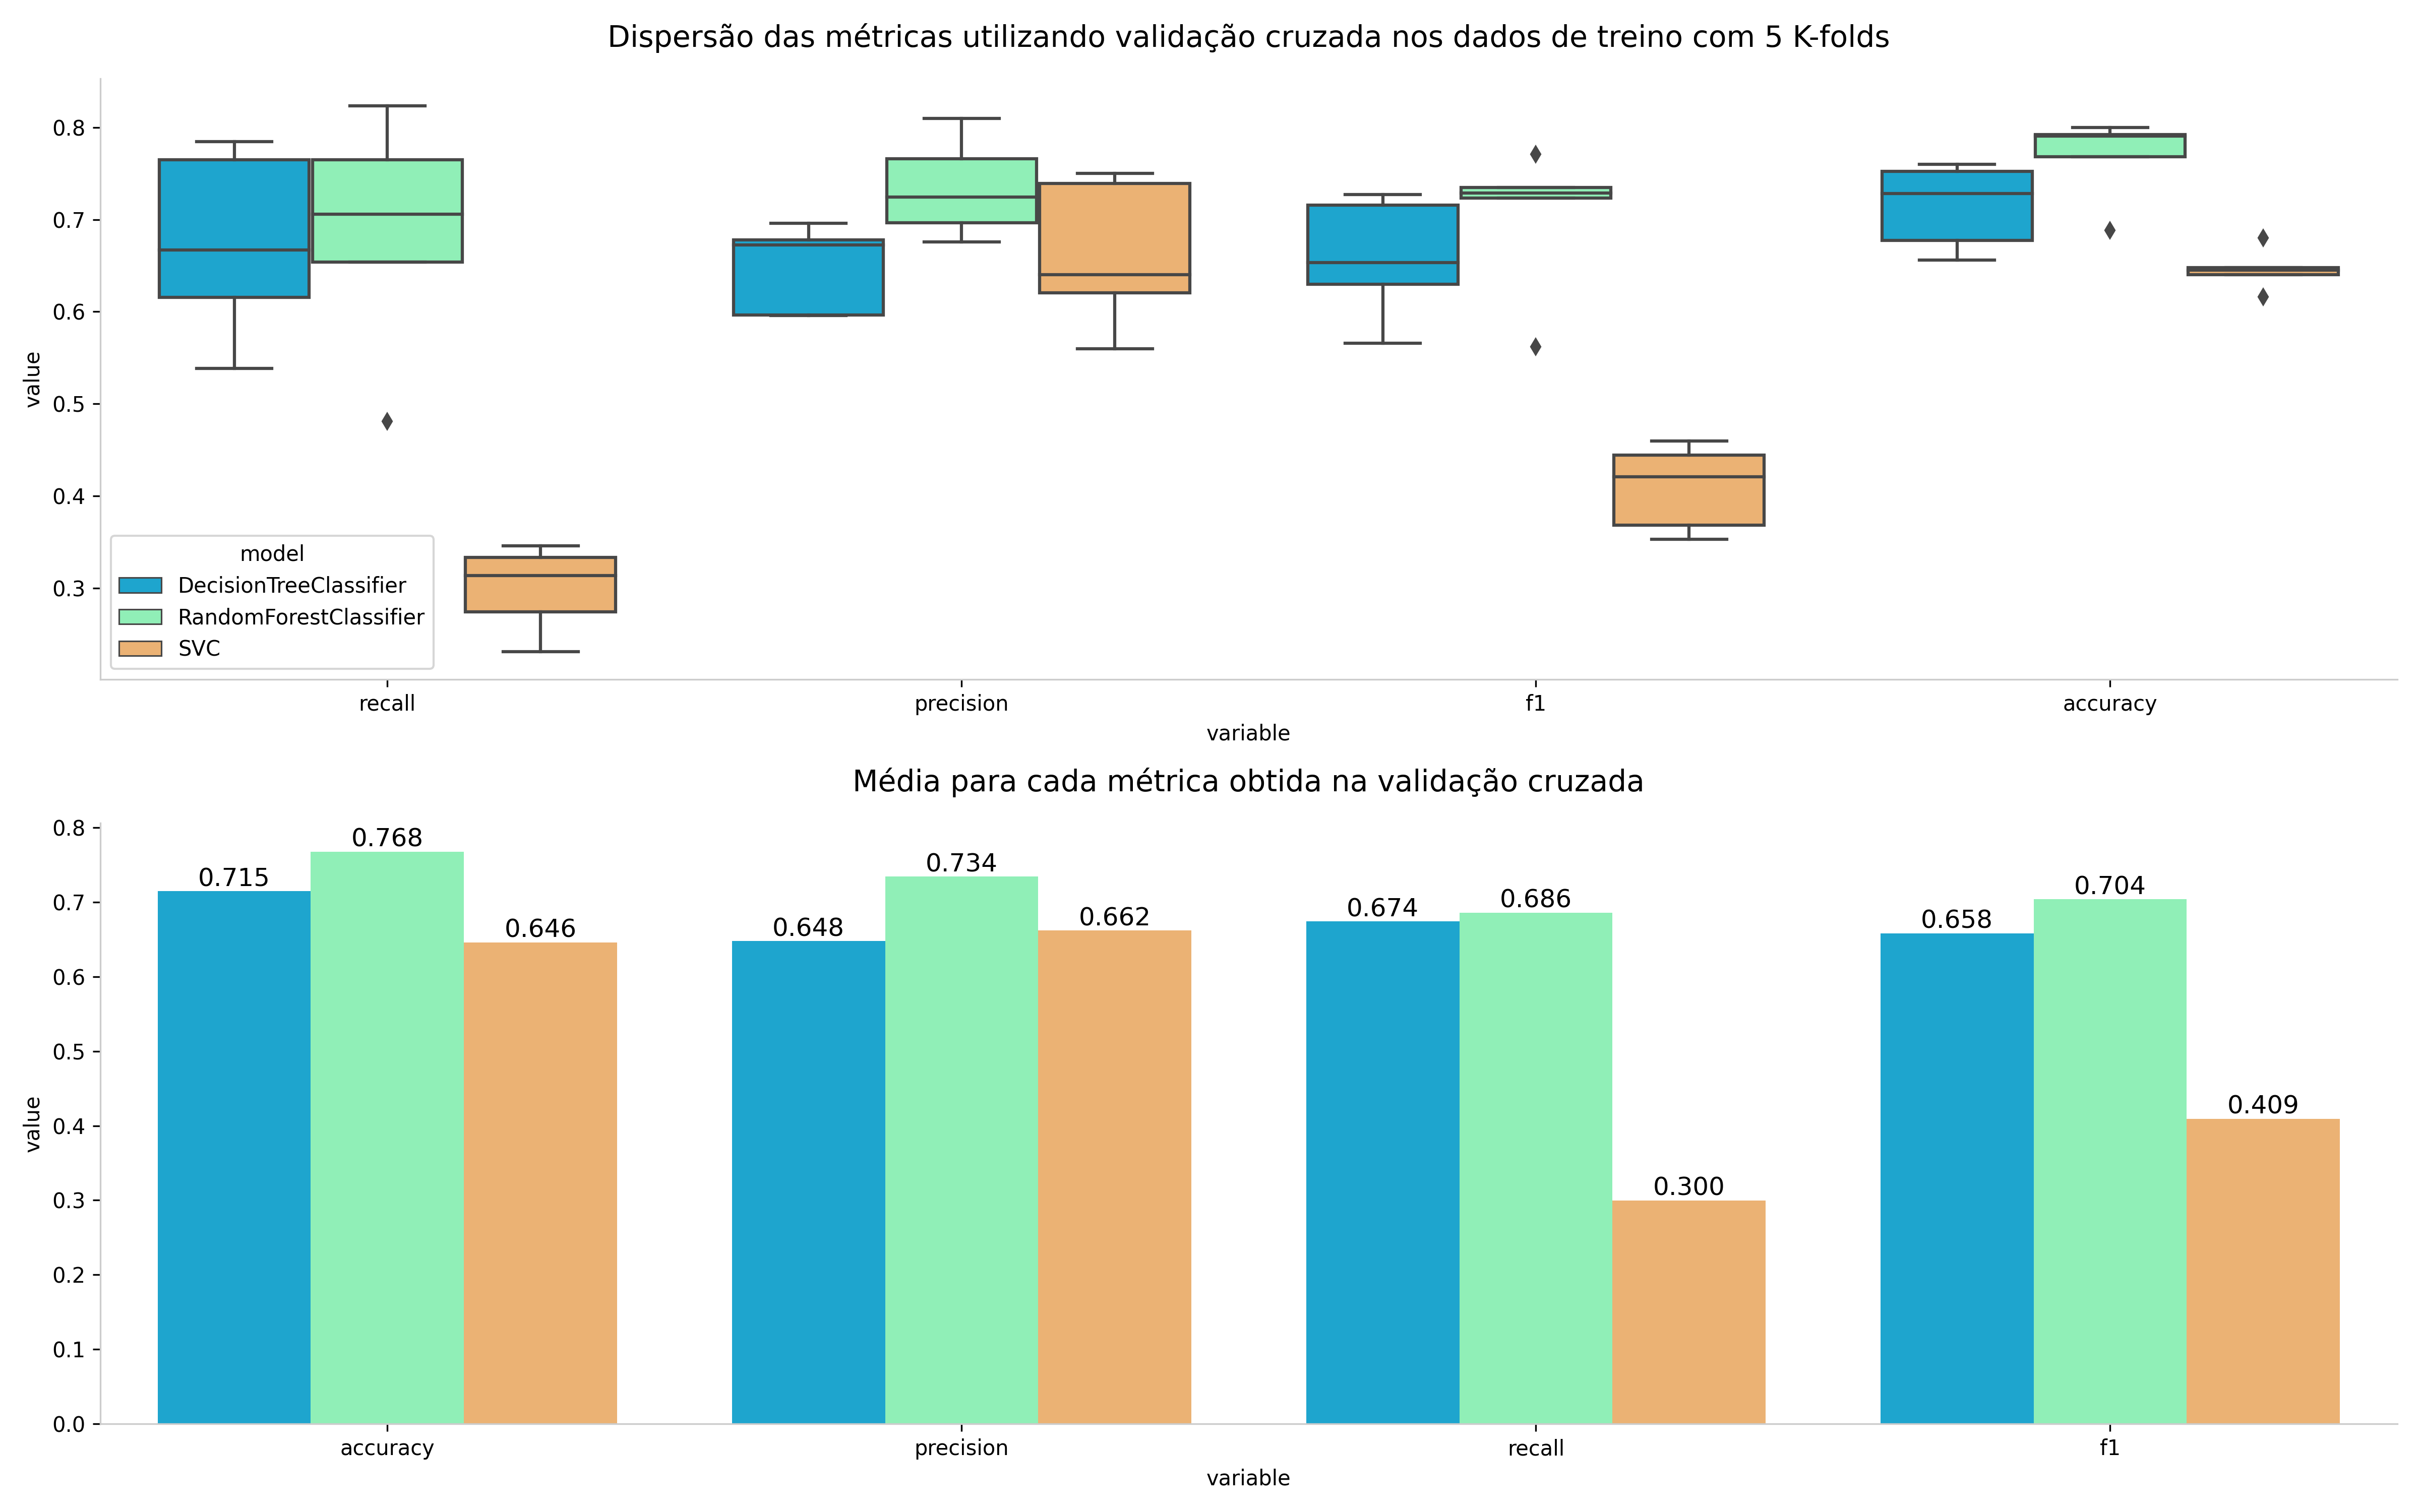 Dispersão das métricas utilizando validação cruzada nos dados de treino com 5 K-folds
value
0.8
0.7
0.6
0.5
0.4
0.3
model
DecisionTreeClassifier
RandomForestClassifier
SVC
recall precision f1 accuracy
variable
Média para cada métrica obtida na validação cruzada
value
0.8
0.7
0.6
0.5
0.4
0.3
0.2
0.1
0.0
0.715 0.768 0.646 0.648 0.734 0.662 0.674 0.686 0.300 0.658 0.704 0.409
accuracy precision recall f1
variable